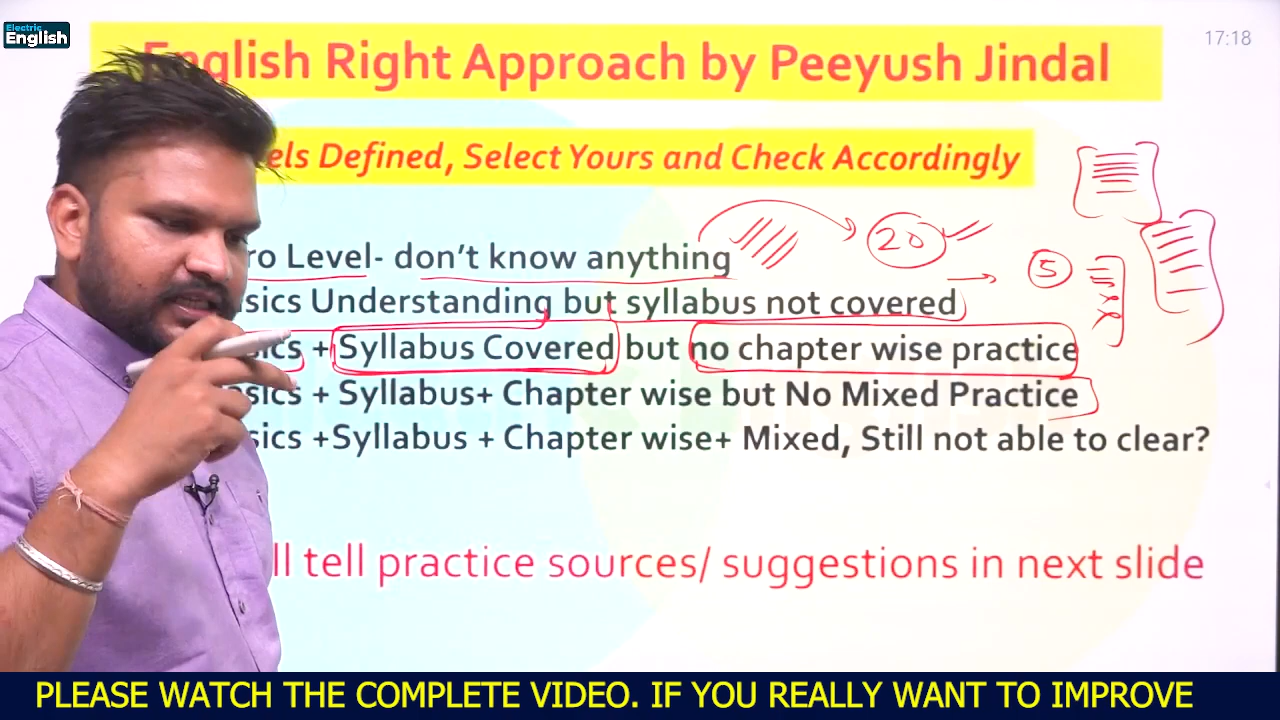 Electric
English
17:18
English Right Approach by Peeyush Jindal
els Defined, Select Yours and Check Accordingly
ro Level- don't know anything
20
sics Understanding but syllabus not covered
5
sics + Syllabus Covered but no chapter wise practice
asics + Syllabus+ Chapter wise but No Mixed Practice
sics +Syllabus + Chapter wise+ Mixed, Still not able to clear?
ll tell practice sources/ suggestions in next slide
PLEASE WATCH THE COMPLETE VIDEO. IF YOU REALLY WANT TO IMPROVE